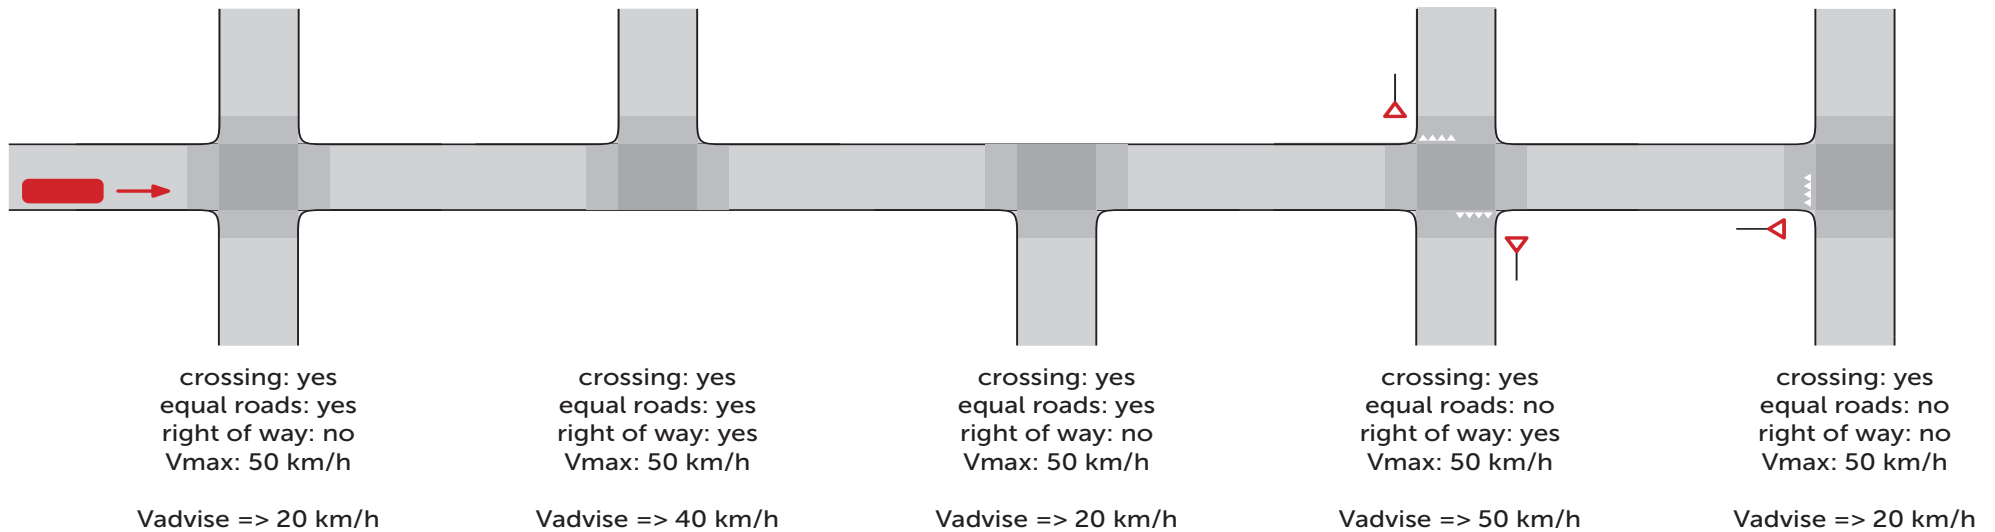 crossing: yes
equal roads: yes
right of way: no
Vmax: 50 km/h
Vadvise => 20 km/h
crossing: yes
equal roads: yes
right of way: yes
Vmax: 50 km/h
Vadvise => 40 km/h
crossing: yes
equal roads: yes
right of way: no
Vmax: 50 km/h
Vadvise => 20 km/h
crossing: yes
equal roads: no
right of way: yes
Vmax: 50 km/h
Vadvise => 50 km/h
crossing: yes
equal roads: no
right of way: no
Vmax: 50 km/h
Vadvise => 20 km/h